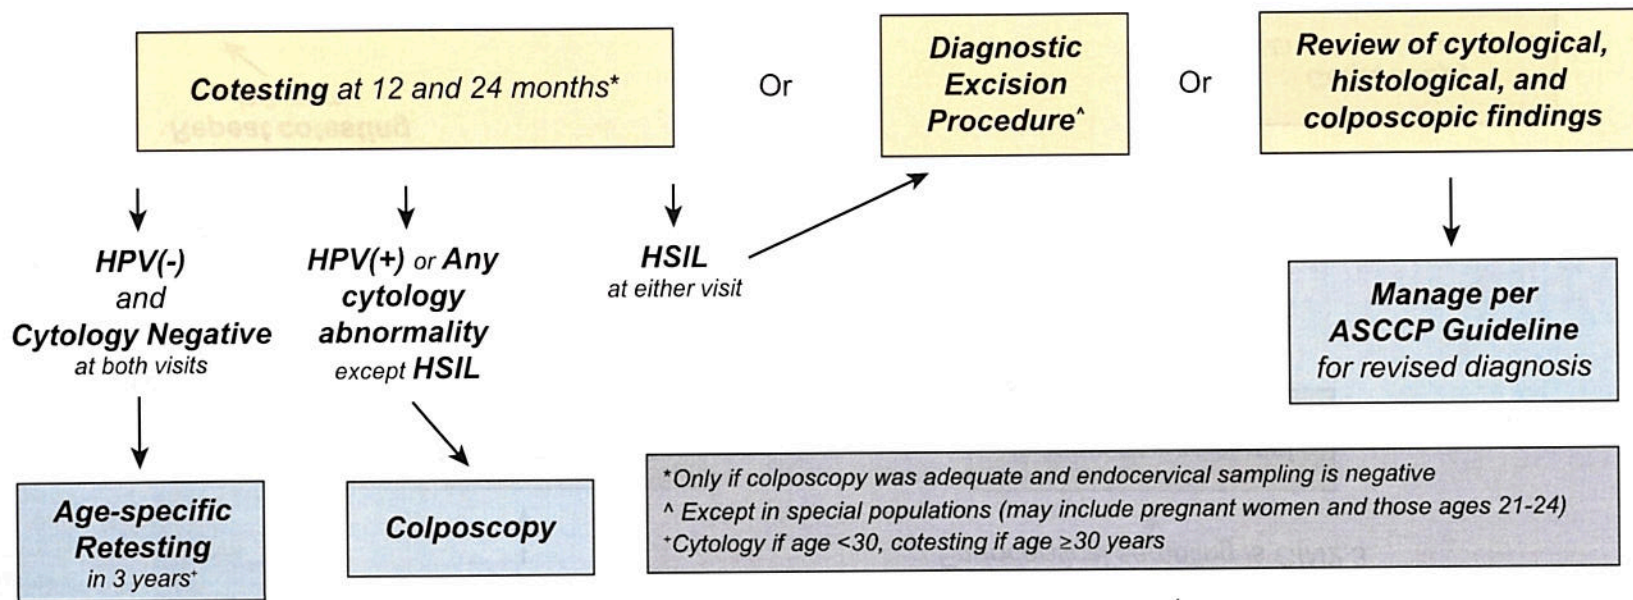 Cotesting at 12 and 24 months*
Or
Diagnostic
Excision
Procedure^
Or
Review of cytological,
histological, and
colposcopic findings
Repeat cotesting
HPV(-)
and
Cytology Negative
at both visits
HPV(+) or Any
cytology
abnormality
except HSIL
HSIL
at either visit
Manage per
ASCCP Guideline
for revised diagnosis
Age-specific
Retesting
in 3 years+
Colposcopy
*Only if colposcopy was adequate and endocervical sampling is negative
^ Except in special populations (may include pregnant women and those ages 21-24)
+Cytology if age <30, cotesting if age ≥30 years